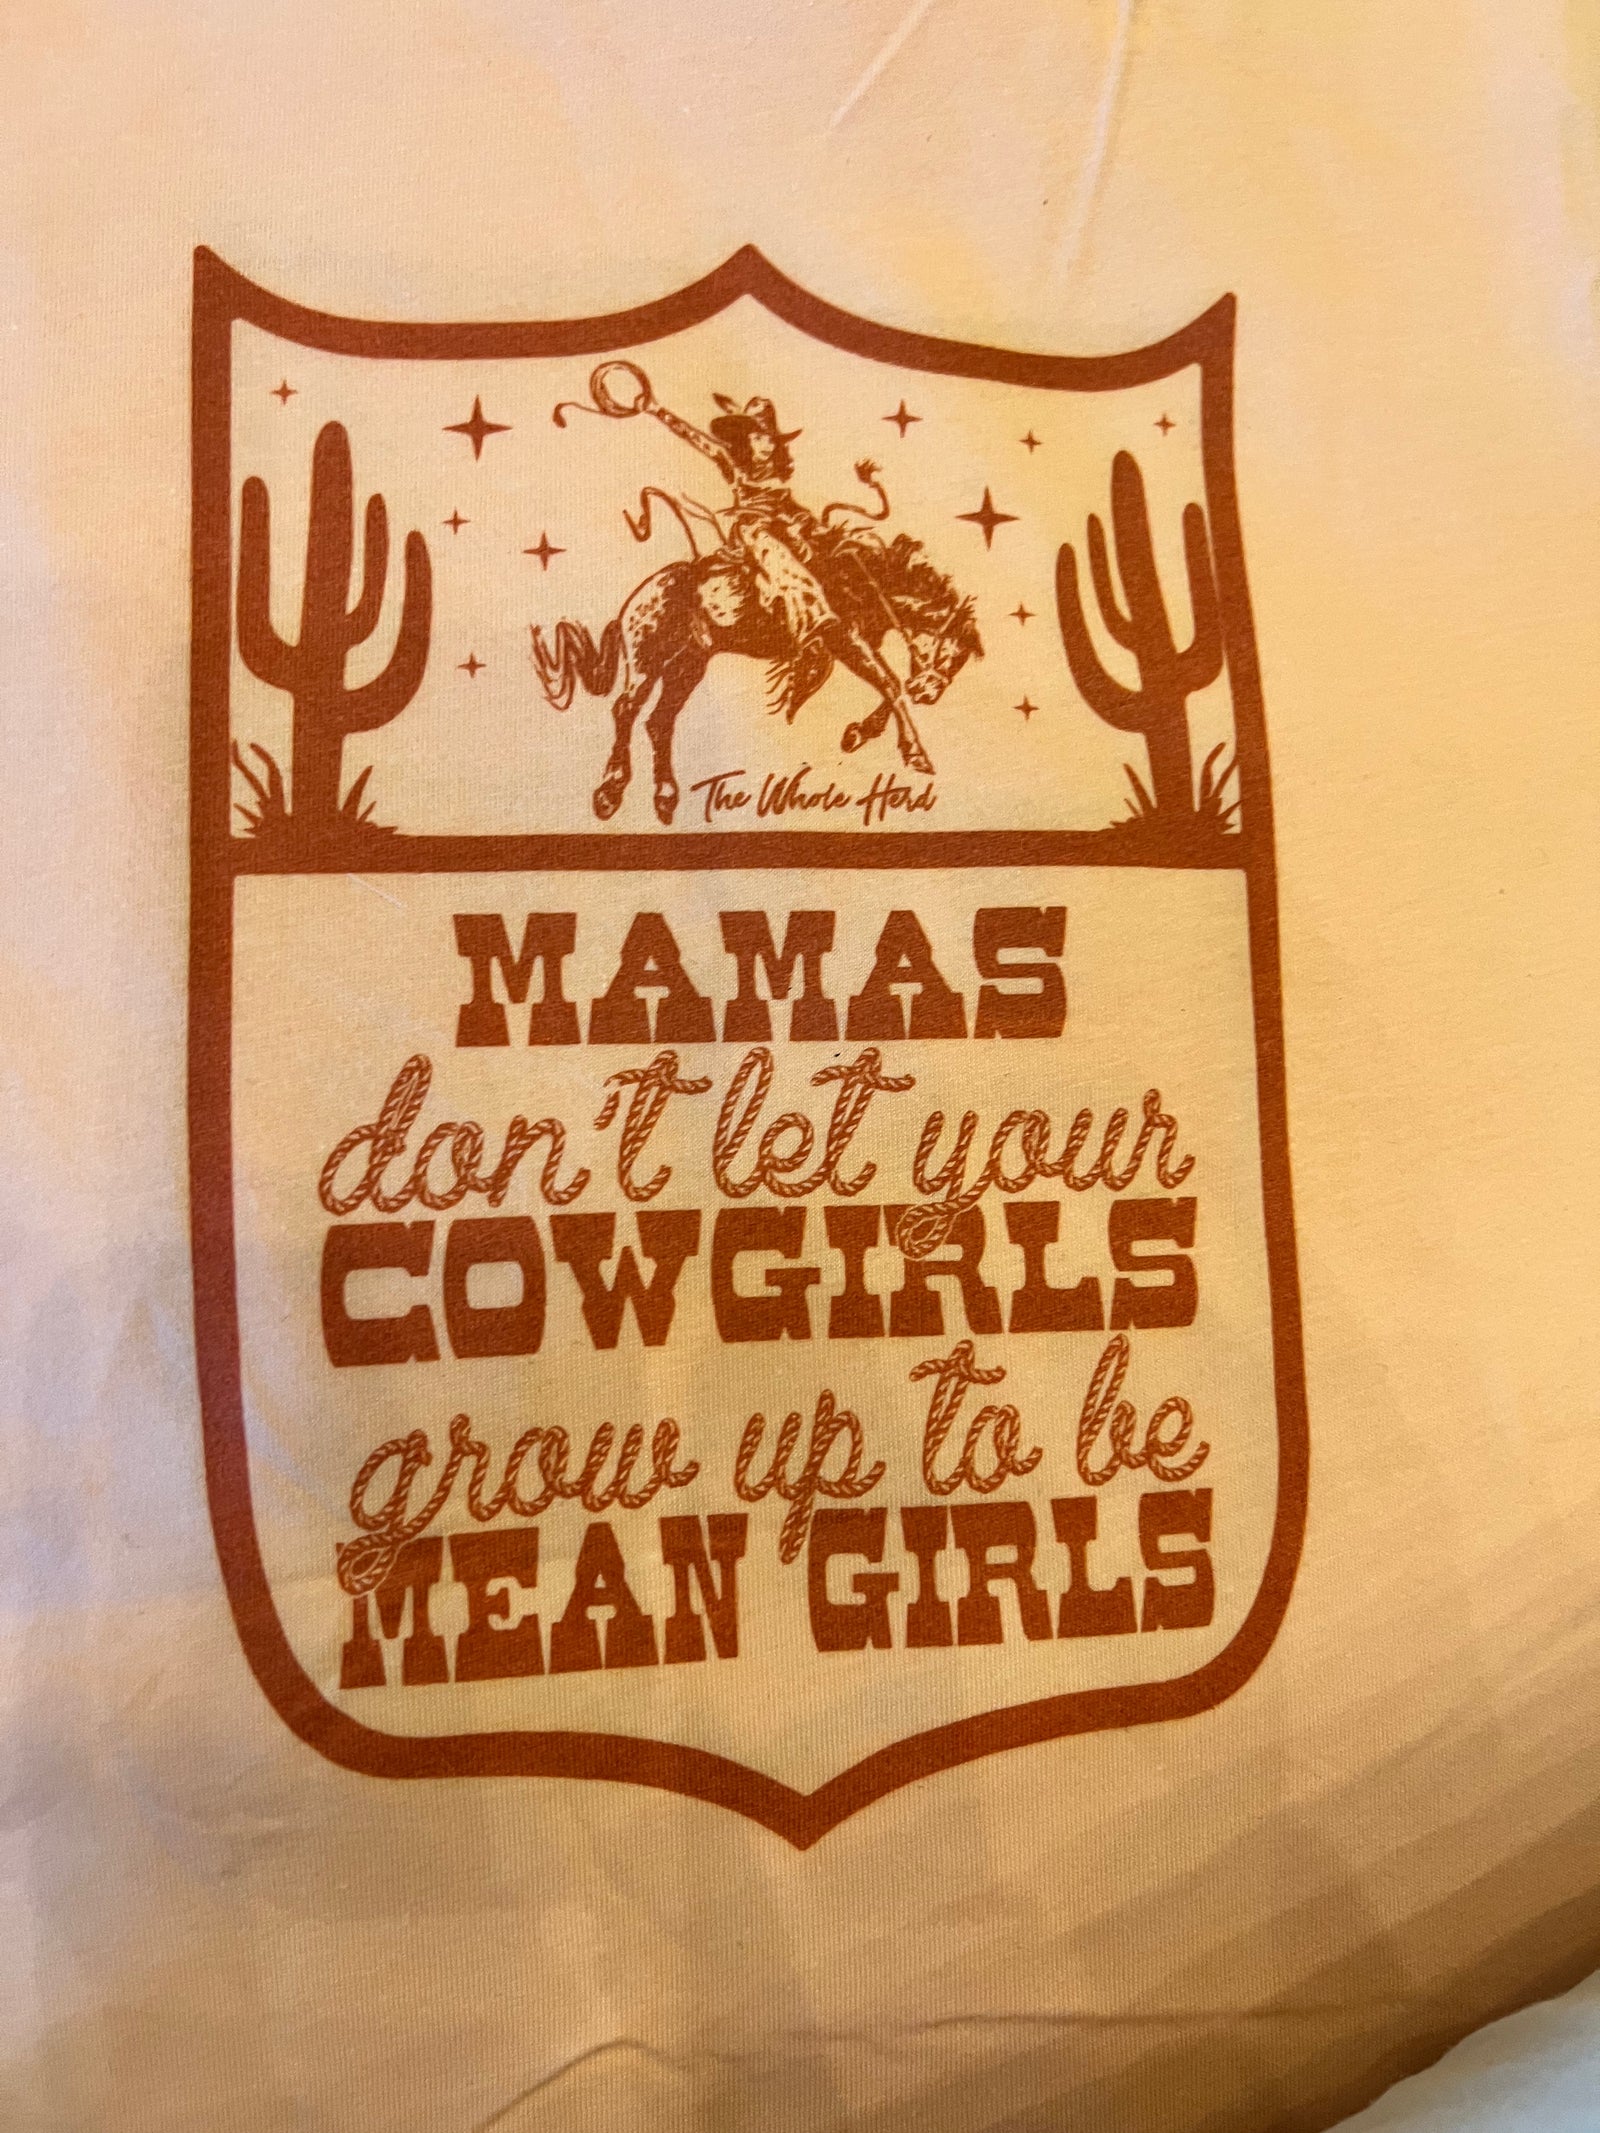 The Whole Herd
MAMAS
don't let your
COWGIRLS
grow up to be
MEAN GIRLS